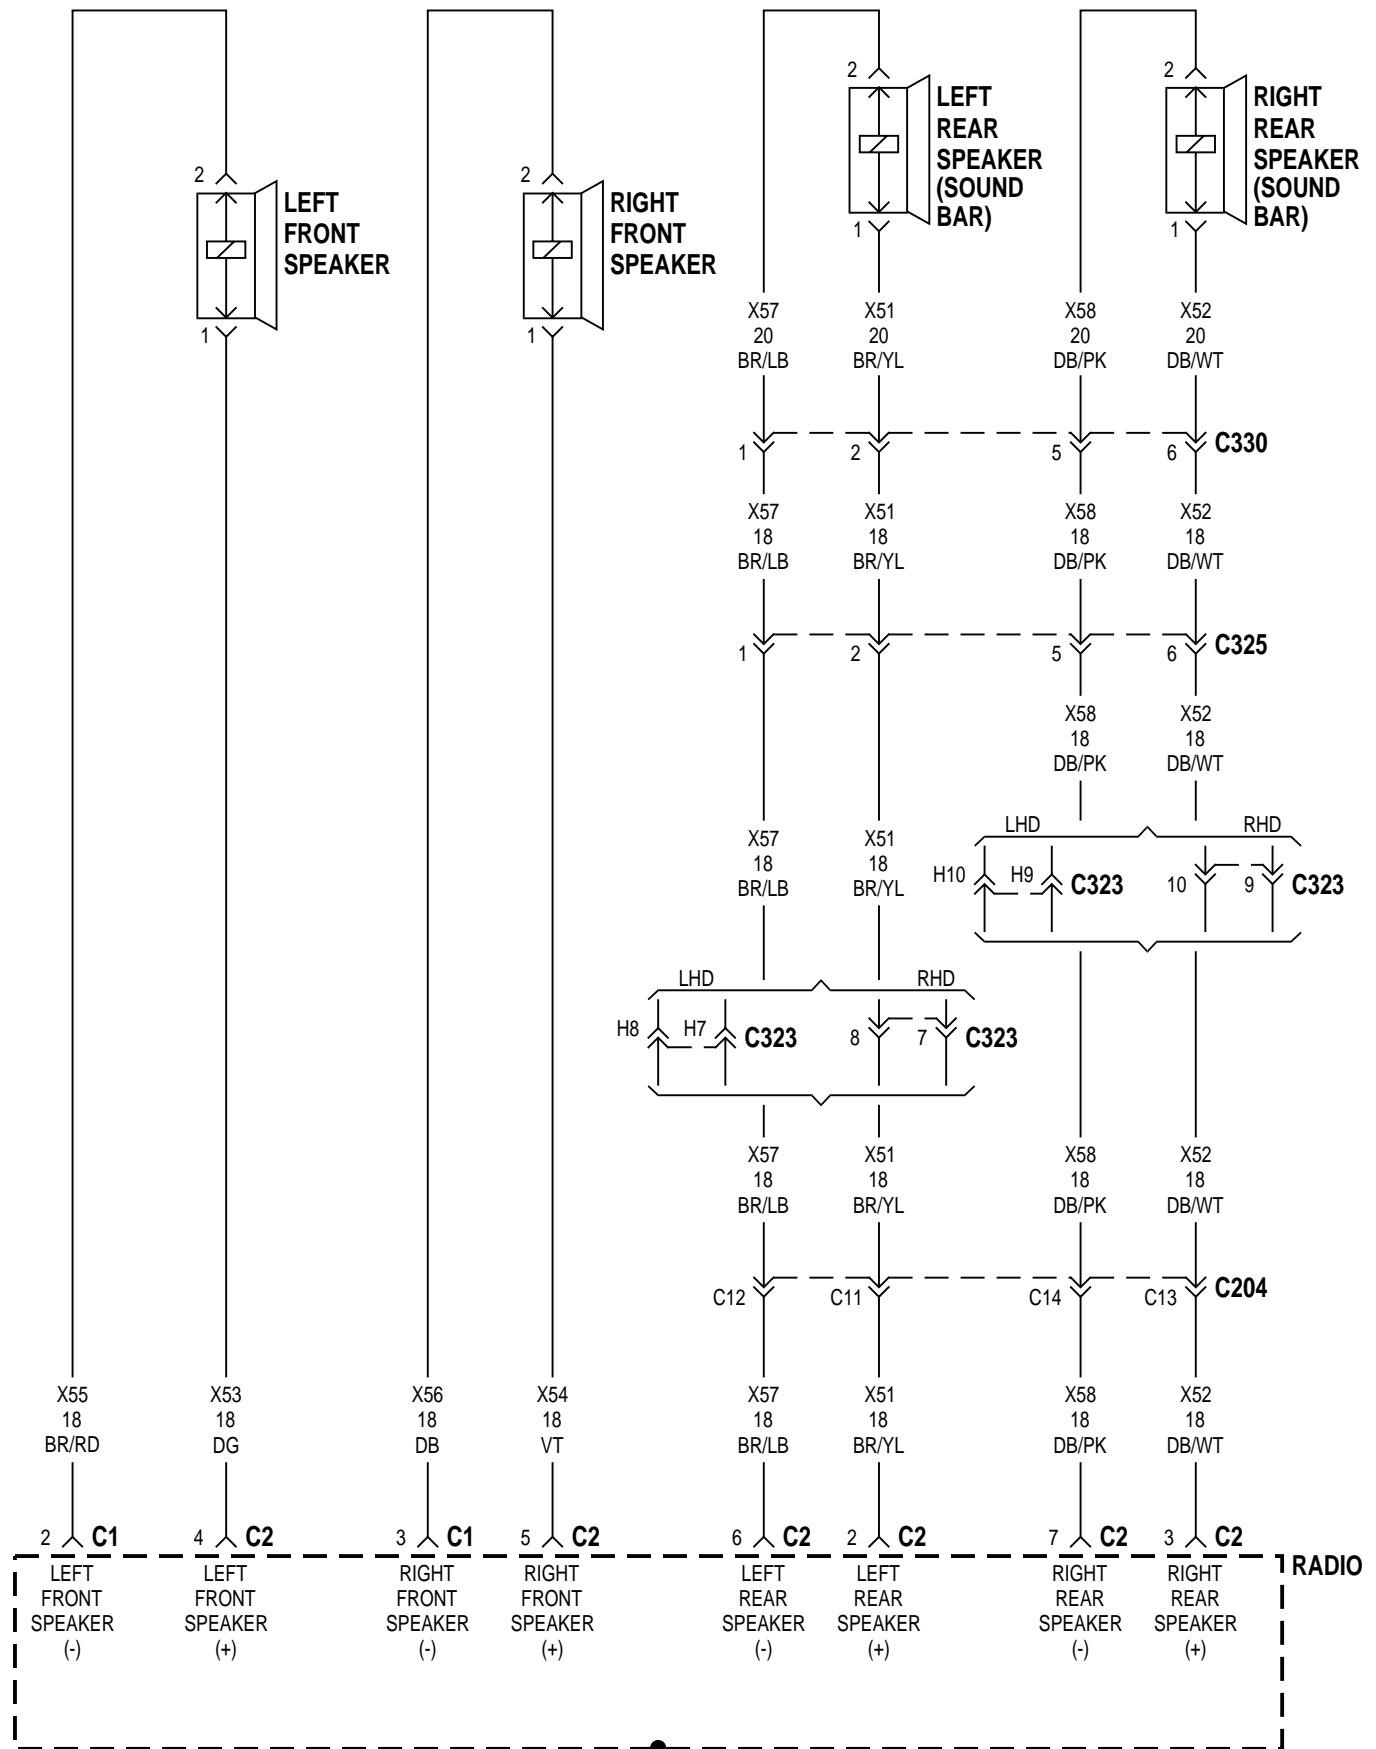 2
LEFT
REAR
SPEAKER
(SOUND
BAR)
1
2
RIGHT
REAR
SPEAKER
(SOUND
BAR)
1
2
LEFT
FRONT
SPEAKER
1
2
RIGHT
FRONT
SPEAKER
1
X57 X51 X58 X52
20 20 20 20
BR/LB BR/YL DB/PK DB/WT
1 2 5 6 C330
X57 X51 X58 X52
18 18 18 18
BR/LB BR/YL DB/PK DB/WT
1 2 5 6 C325
X58 X52
18 18
DB/PK DB/WT
LHD RHD
H10 H9 C323 10 9 C323
X57 X51
18 18
BR/LB BR/YL
LHD RHD
H8 H7 C323 8 7 C323
X57 X51 X58 X52
18 18 18 18
BR/LB BR/YL DB/PK DB/WT
C12 C11 C14 C13 C204
X55 X53 X56 X54 X57 X51 X58 X52
18 18 18 18 18 18 18 18
BR/RD DG DB VT BR/LB BR/YL DB/PK DB/WT
2 C1 4 C2 3 C1 5 C2 6 C2 2 C2 7 C2 3 C2
RADIO
LEFT LEFT RIGHT RIGHT LEFT LEFT RIGHT RIGHT
FRONT FRONT FRONT FRONT REAR REAR REAR REAR
SPEAKER SPEAKER SPEAKER SPEAKER SPEAKER SPEAKER SPEAKER SPEAKER
(-) (+) (-) (+) (-) (+) (-) (+)